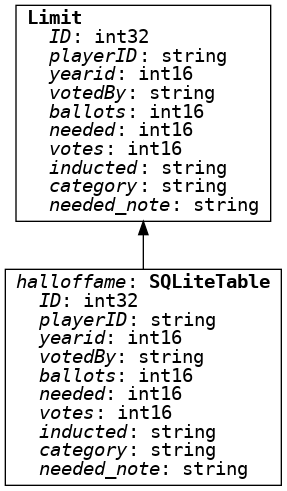 Limit
ID: int32
playerID: string
yearid: int16
votedBy: string
ballots: int16
needed: int16
votes: int16
inducted: string
category: string
needed_note: string
halloffame: SQLiteTable
ID: int32
playerID: string
yearid: int16
votedBy: string
ballots: int16
needed: int16
votes: int16
inducted: string
category: string
needed_note: string